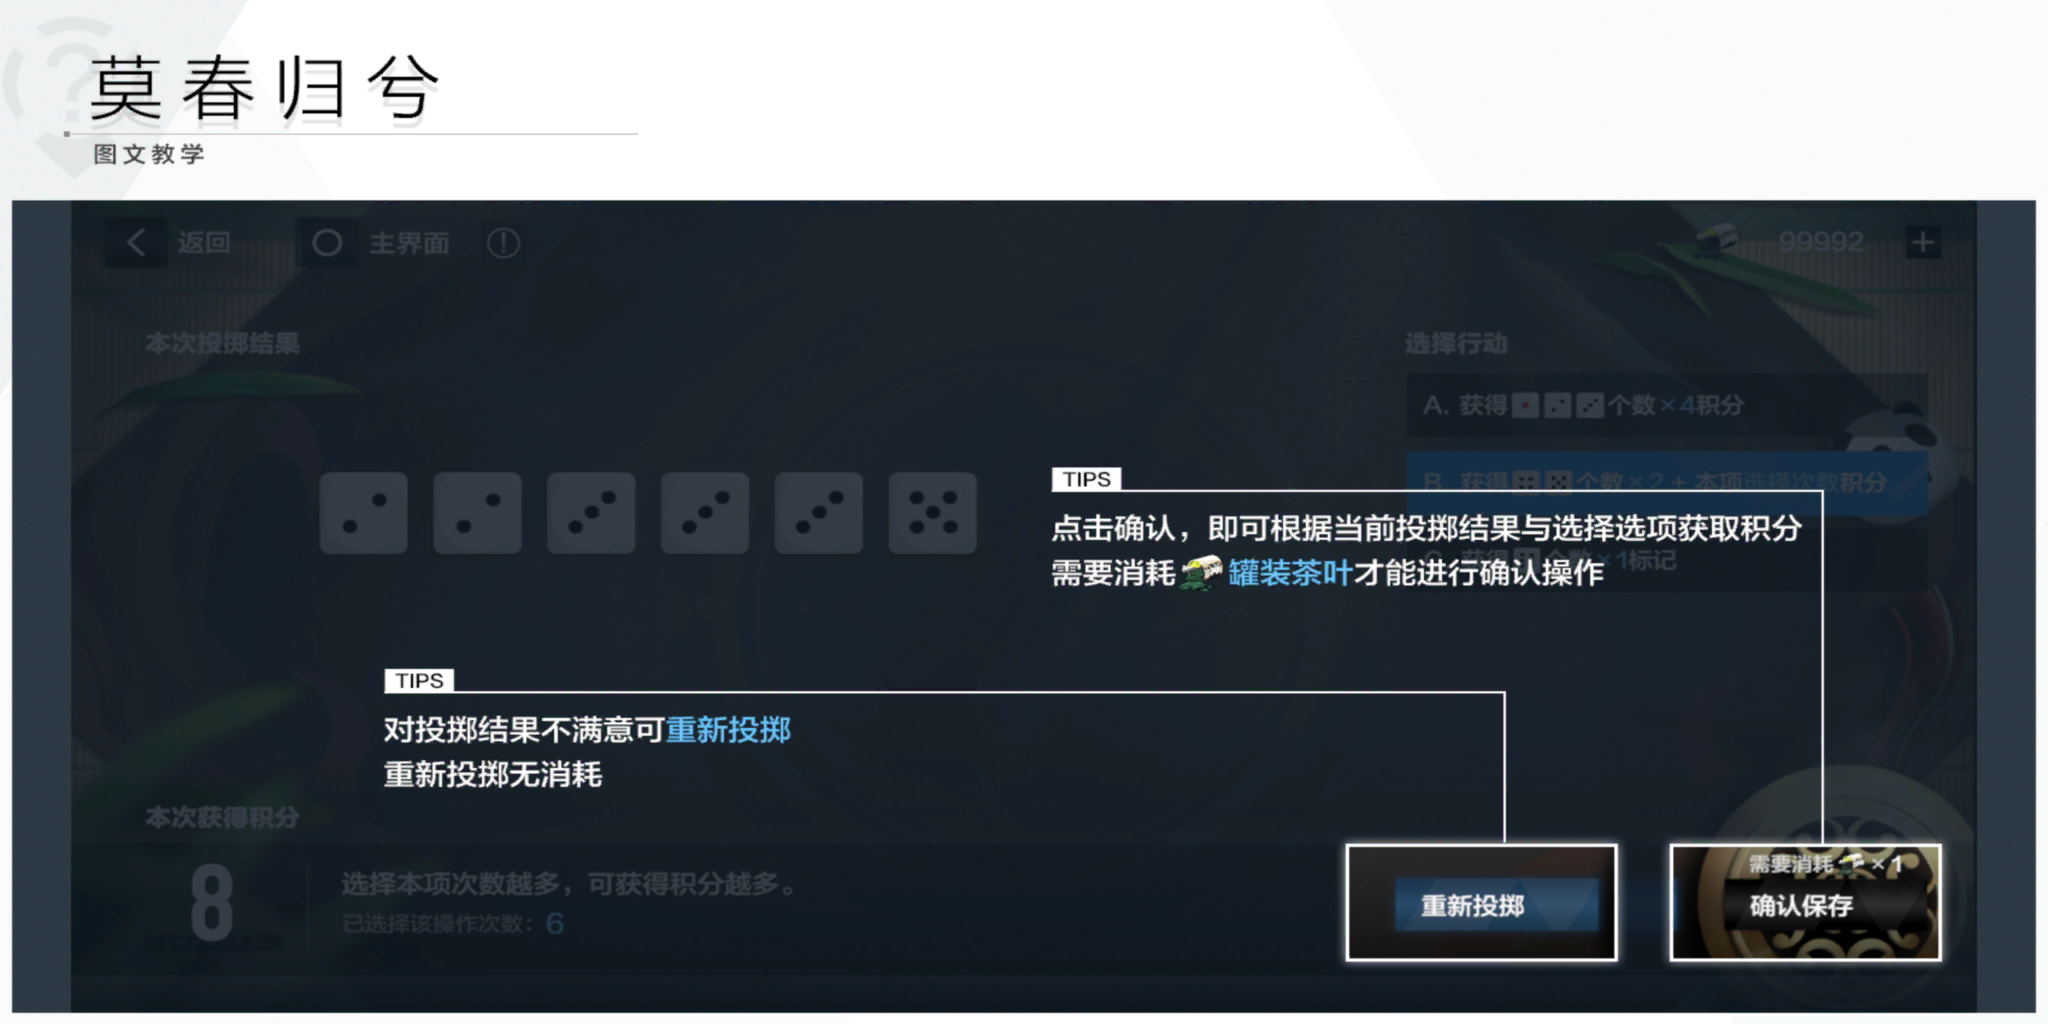 莫春归兮
图文教学
返回
主界面
99992
本次投掷结果
选择行动
A. 获得个数×4积分
B. 获得个数×2 + 本项选择次数积分
获得个数×1标记
TIPS
点击确认，即可根据当前投掷结果与选择选项获取积分
需要消耗罐装茶叶才能进行确认操作
TIPS
对投掷结果不满意可重新投掷
重新投掷无消耗
本次获得积分
8
选择本项次数越多，可获得积分越多。
已选择该操作次数：6
重新投掷
需要消耗×1
确认保存